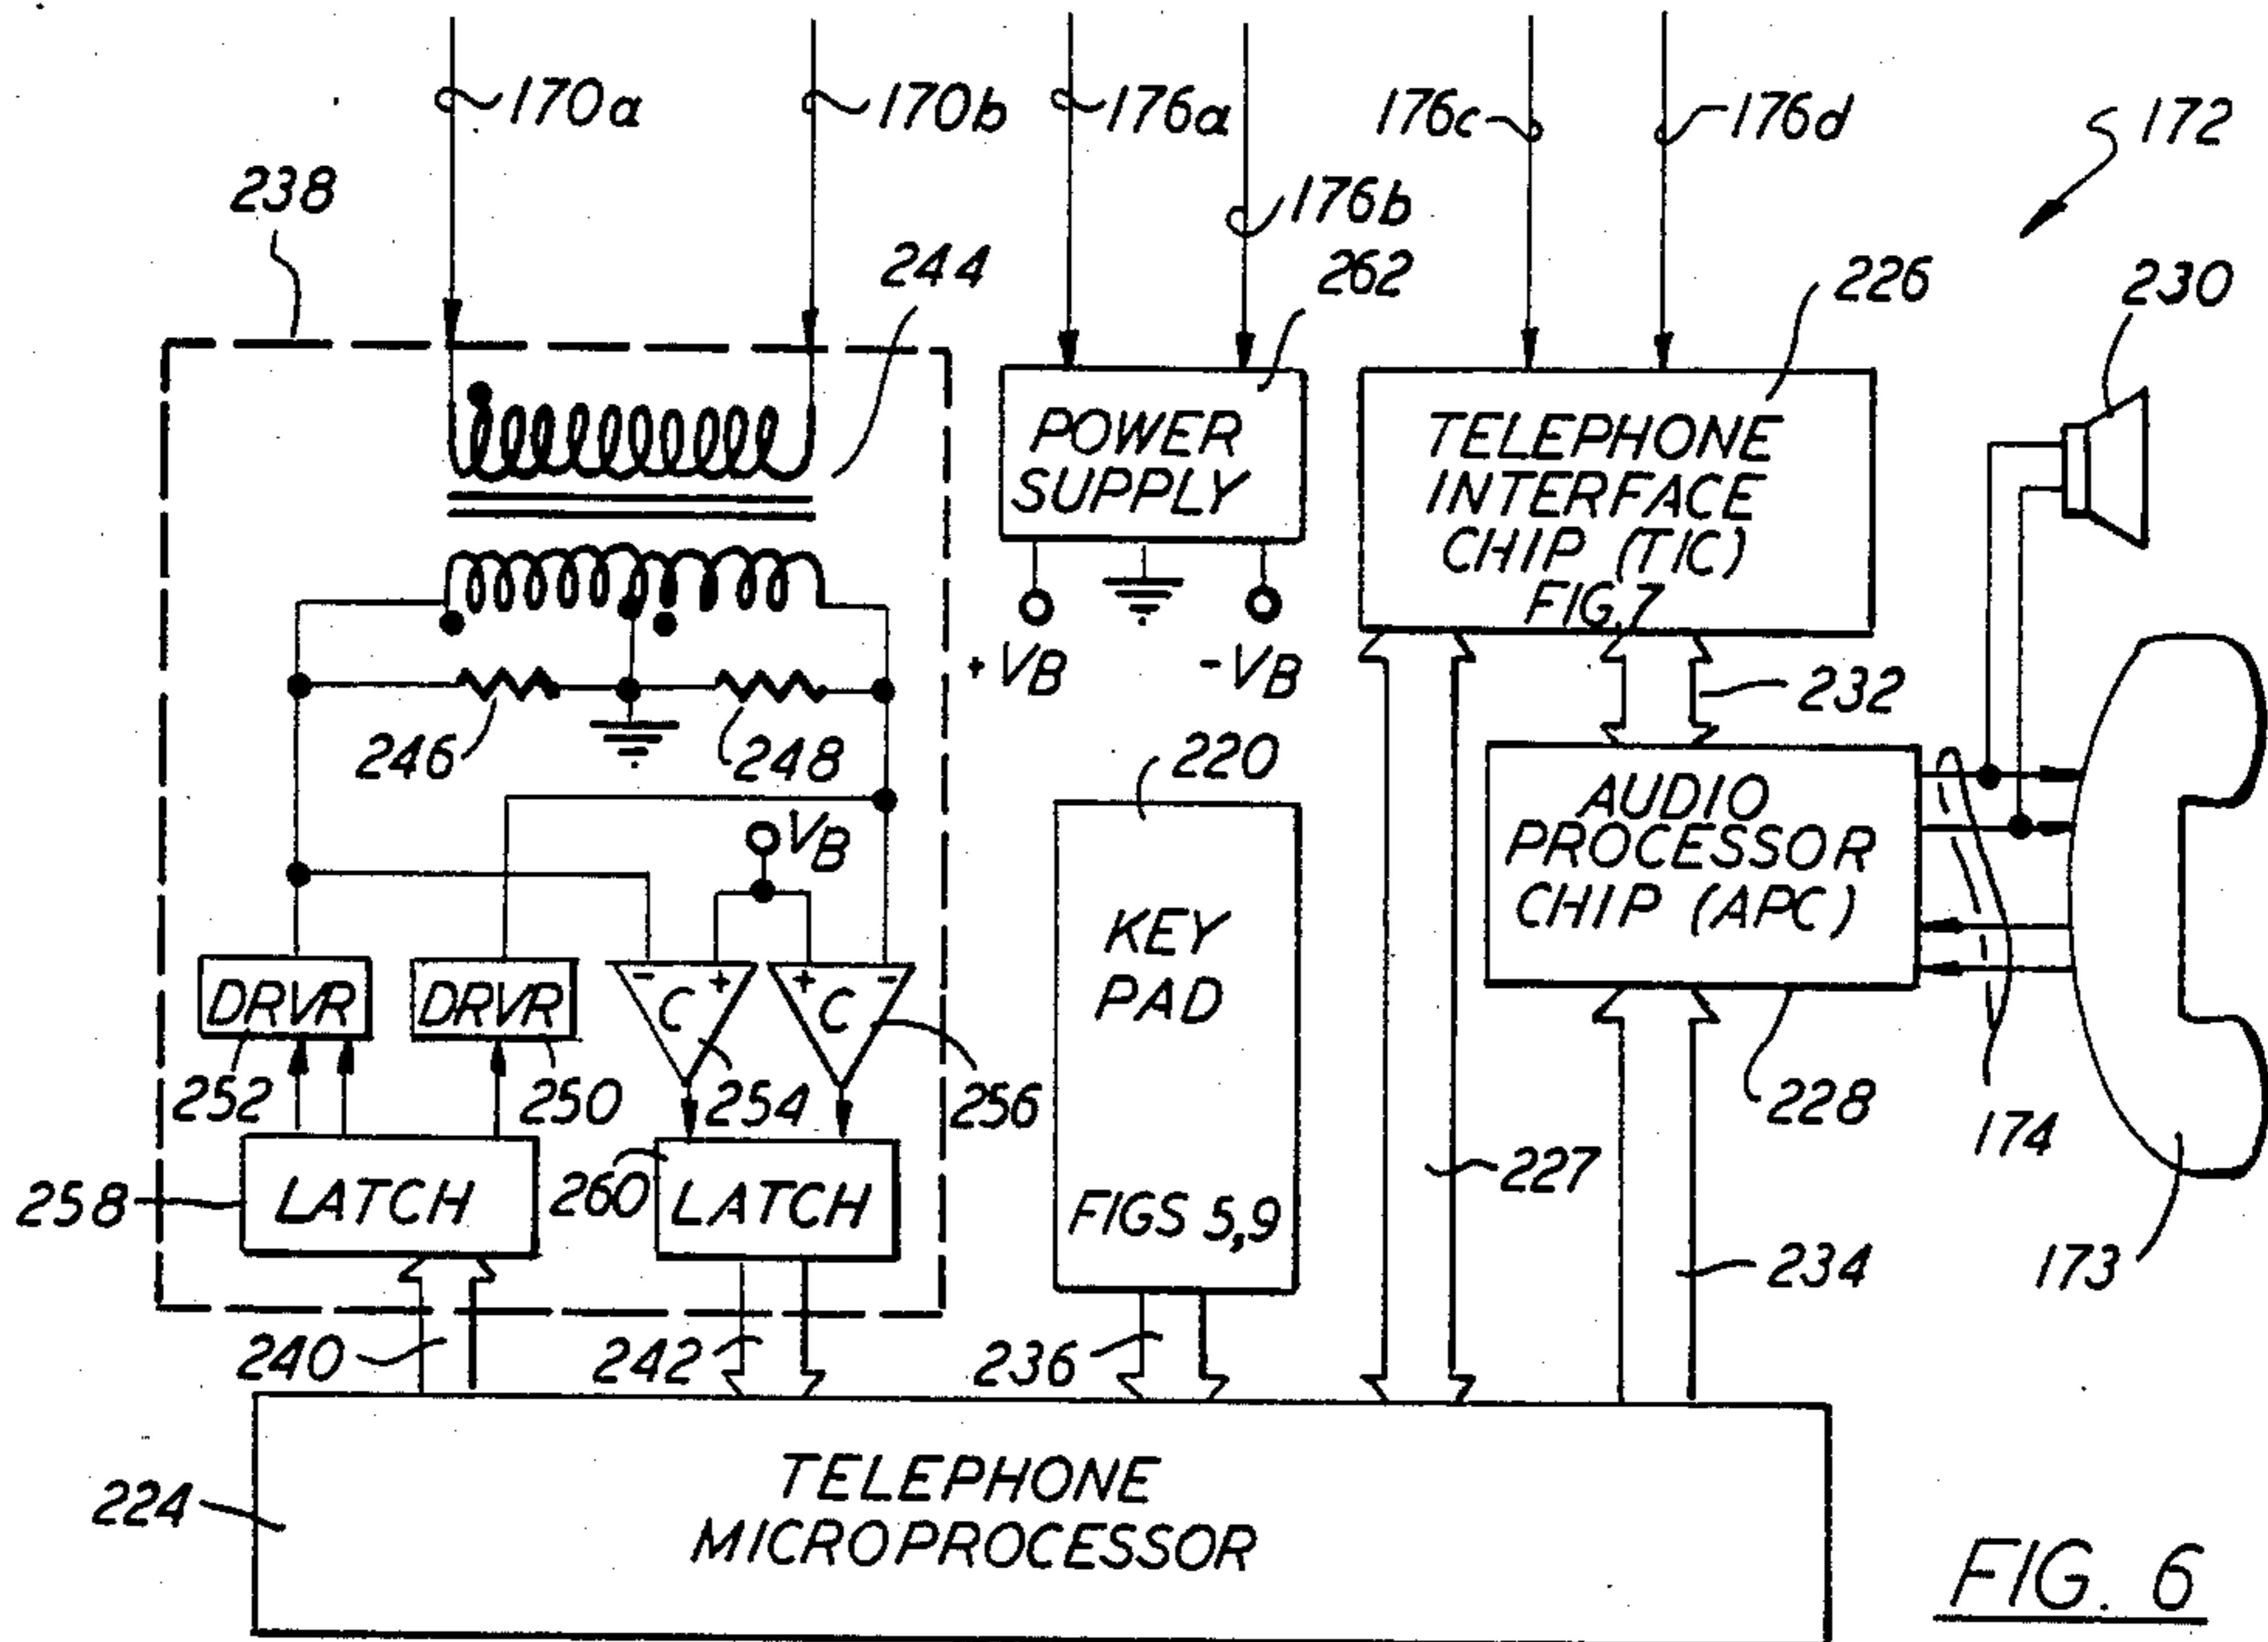 170a
170b
176a
176b
176c
176d
172
238
244
262
226
230
POWER
SUPPLY
TELEPHONE
INTERFACE
CHIP (TIC)
FIG. 7
+VB
-VB
232
246
248
220
VB
AUDIO
PROCESSOR
CHIP (APC)
KEY
PAD
FIGS 5,9
DRVR
DRVR
- C +
+ C -
252
250
254
256
228
174
173
258
LATCH
260
LATCH
227
234
240
242
236
224
TELEPHONE
MICROPROCESSOR
FIG. 6